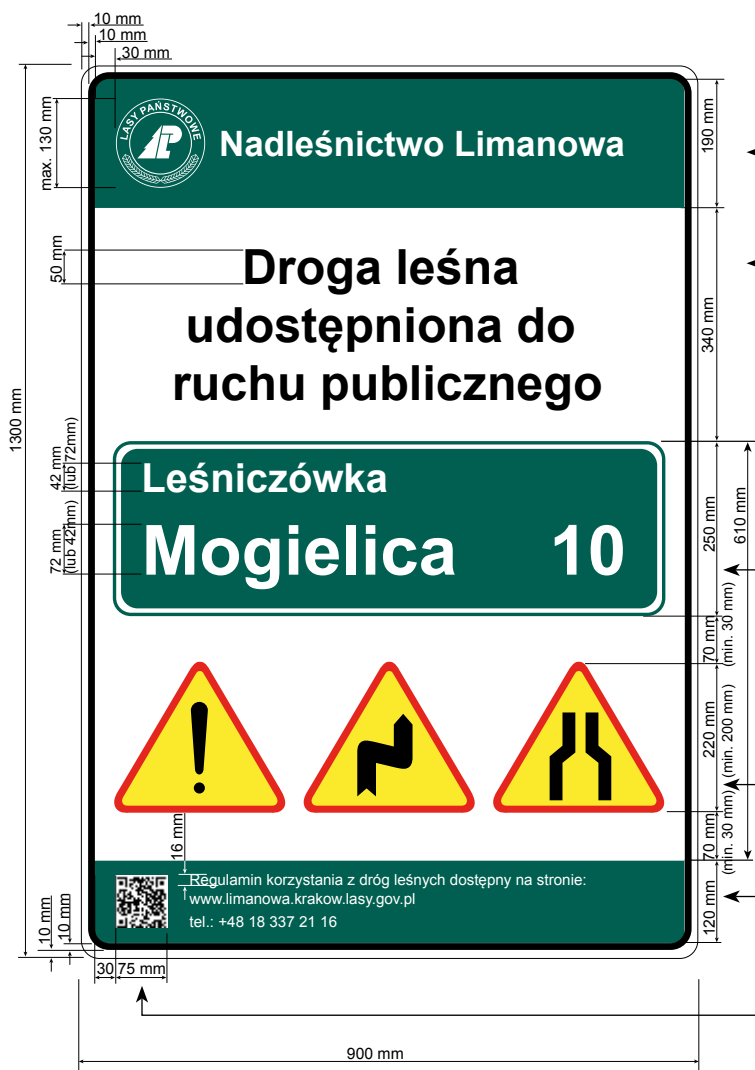 10 mm
10 mm
30 mm
1300 mm
max. 130 mm
LASY PAŃSTWOWE
Nadleśnictwo Limanowa
190 mm
50 mm
Droga leśna
udostępniona do
ruchu publicznego
340 mm
42 mm
(lub 72mm)
Leśniczówka
72 mm
(lub 42mm)
Mogielica 10
250 mm
610 mm
70 mm
(min. 30 mm)
220 mm
(min. 200 mm)
70 mm
(min. 30 mm)
16 mm
Regulamin korzystania z dróg leśnych dostępny na stronie:
www.limanowa.krakow.lasy.gov.pl
tel.: +48 18 337 21 16
120 mm
10 mm
10 mm
30 75 mm
900 mm